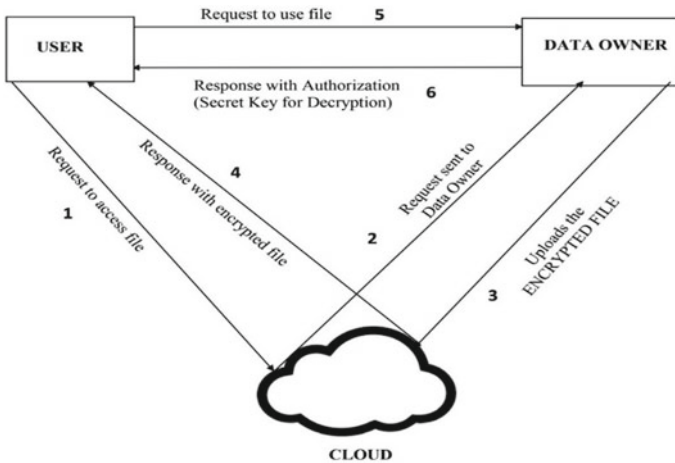 Request to use file 5
USER
DATA OWNER
Response with Authorization 6
(Secret Key for Decryption)
Request to access file
1
Response with encrypted file
4
Request sent to
Data Owner
2
Uploads the
ENCRYPTED FILE
3
CLOUD